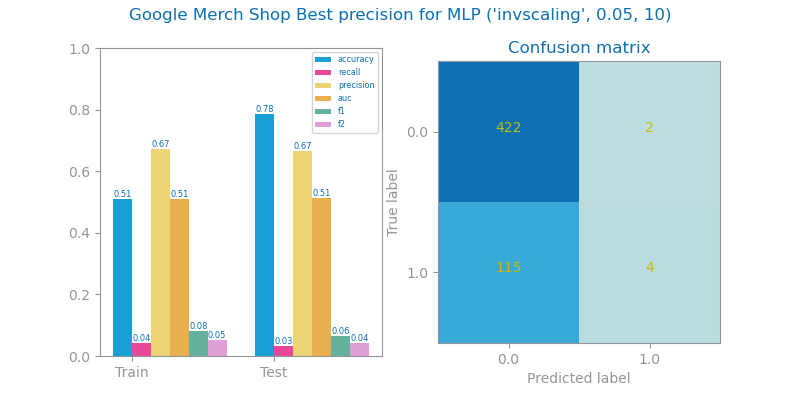 Google Merch Shop Best precision for MLP ('invscaling', 0.05, 10)
1.0
0.8
0.6
0.4
0.2
0.0
accuracy
recall
precision
auc
f1
f2
0.51
0.04
0.67
0.51
0.08
0.05
0.78
0.03
0.67
0.51
0.06
0.04
Train
Test
Confusion matrix
True label
0.0
1.0
422
2
115
4
0.0
1.0
Predicted label